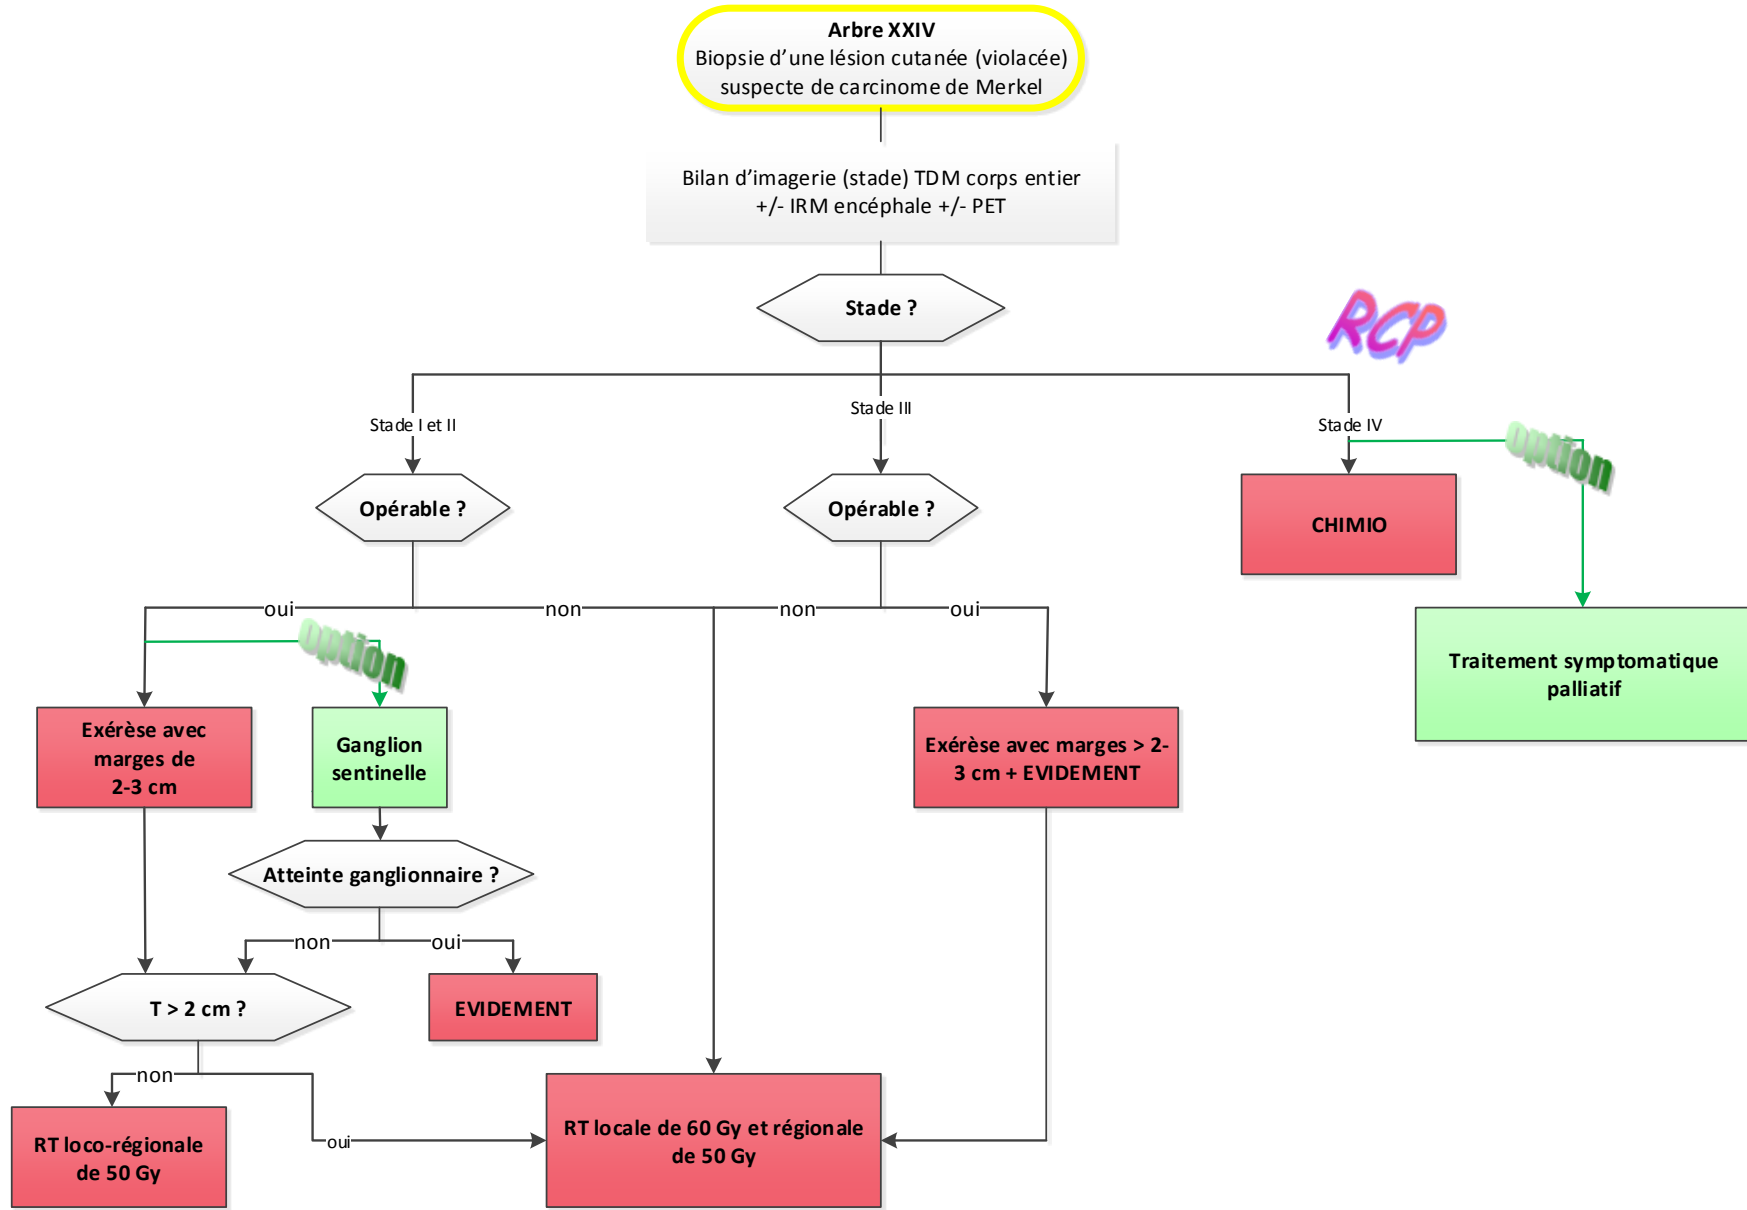 Arbre XXIV
Biopsie d’une lésion cutanée (violacée)
suspecte de carcinome de Merkel
Bilan d’imagerie (stade) TDM corps entier
+/- IRM encéphale +/- PET
Stade ?
RCP
Stade I et II
Stade III
Stade IV
option
Opérable ?
Opérable ?
CHIMIO
oui
non
non
oui
option
Traitement symptomatique
palliatif
Exérèse avec
marges de
2-3 cm
Ganglion
sentinelle
Exérèse avec marges > 2-
3 cm + EVIDEMENT
Atteinte ganglionnaire ?
non
oui
T > 2 cm ?
EVIDEMENT
non
oui
RT loco-régionale
de 50 Gy
RT locale de 60 Gy et régionale
de 50 Gy